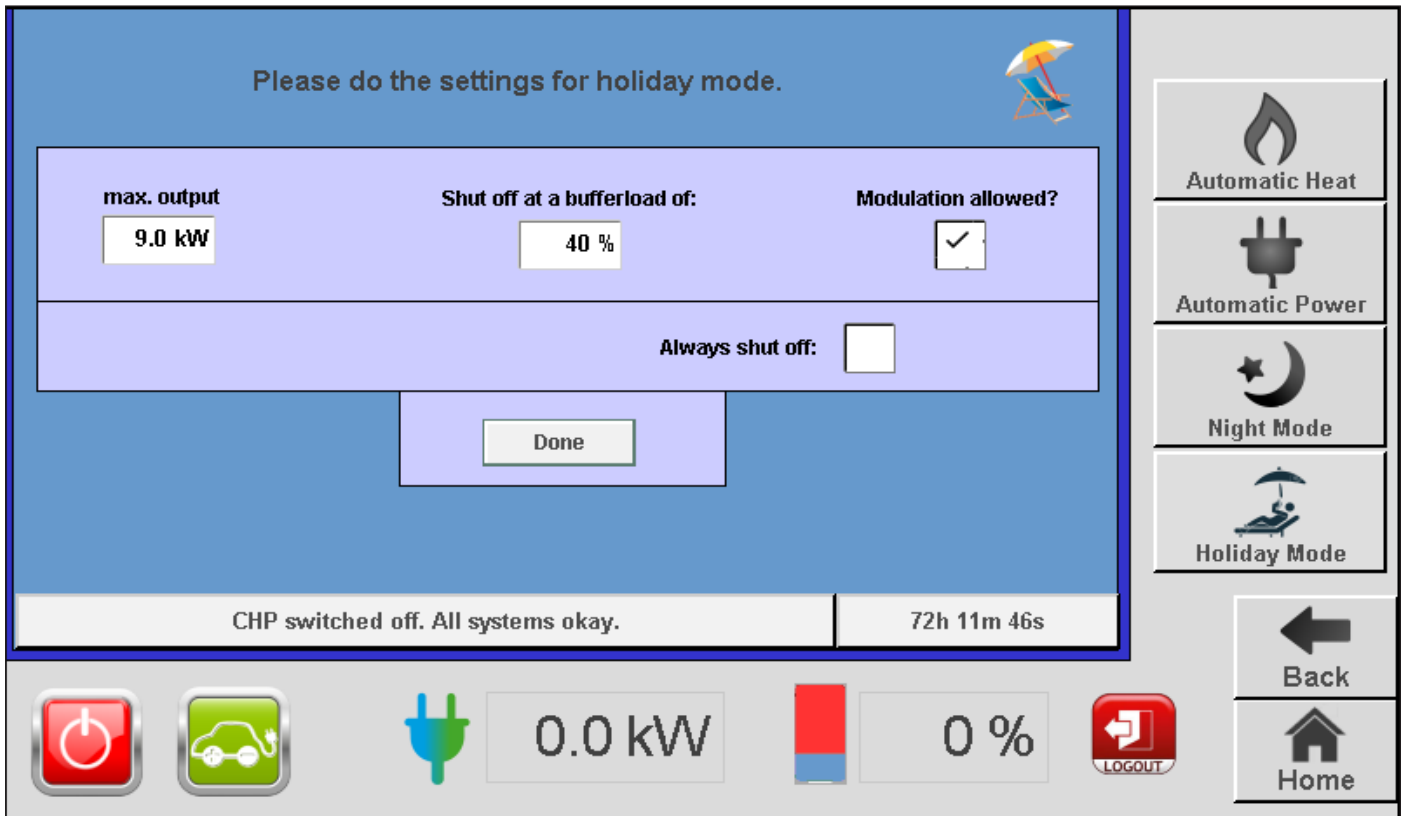 Please do the settings for holiday mode.
max. output
Shut off at a bufferload of:
Modulation allowed?
9.0 kW
40 %
Always shut off:
Done
CHP switched off. All systems okay.
72h 11m 46s
Automatic Heat
Automatic Power
Night Mode
Holiday Mode
Back
Home
0.0 kW
0 %
LOGOUT